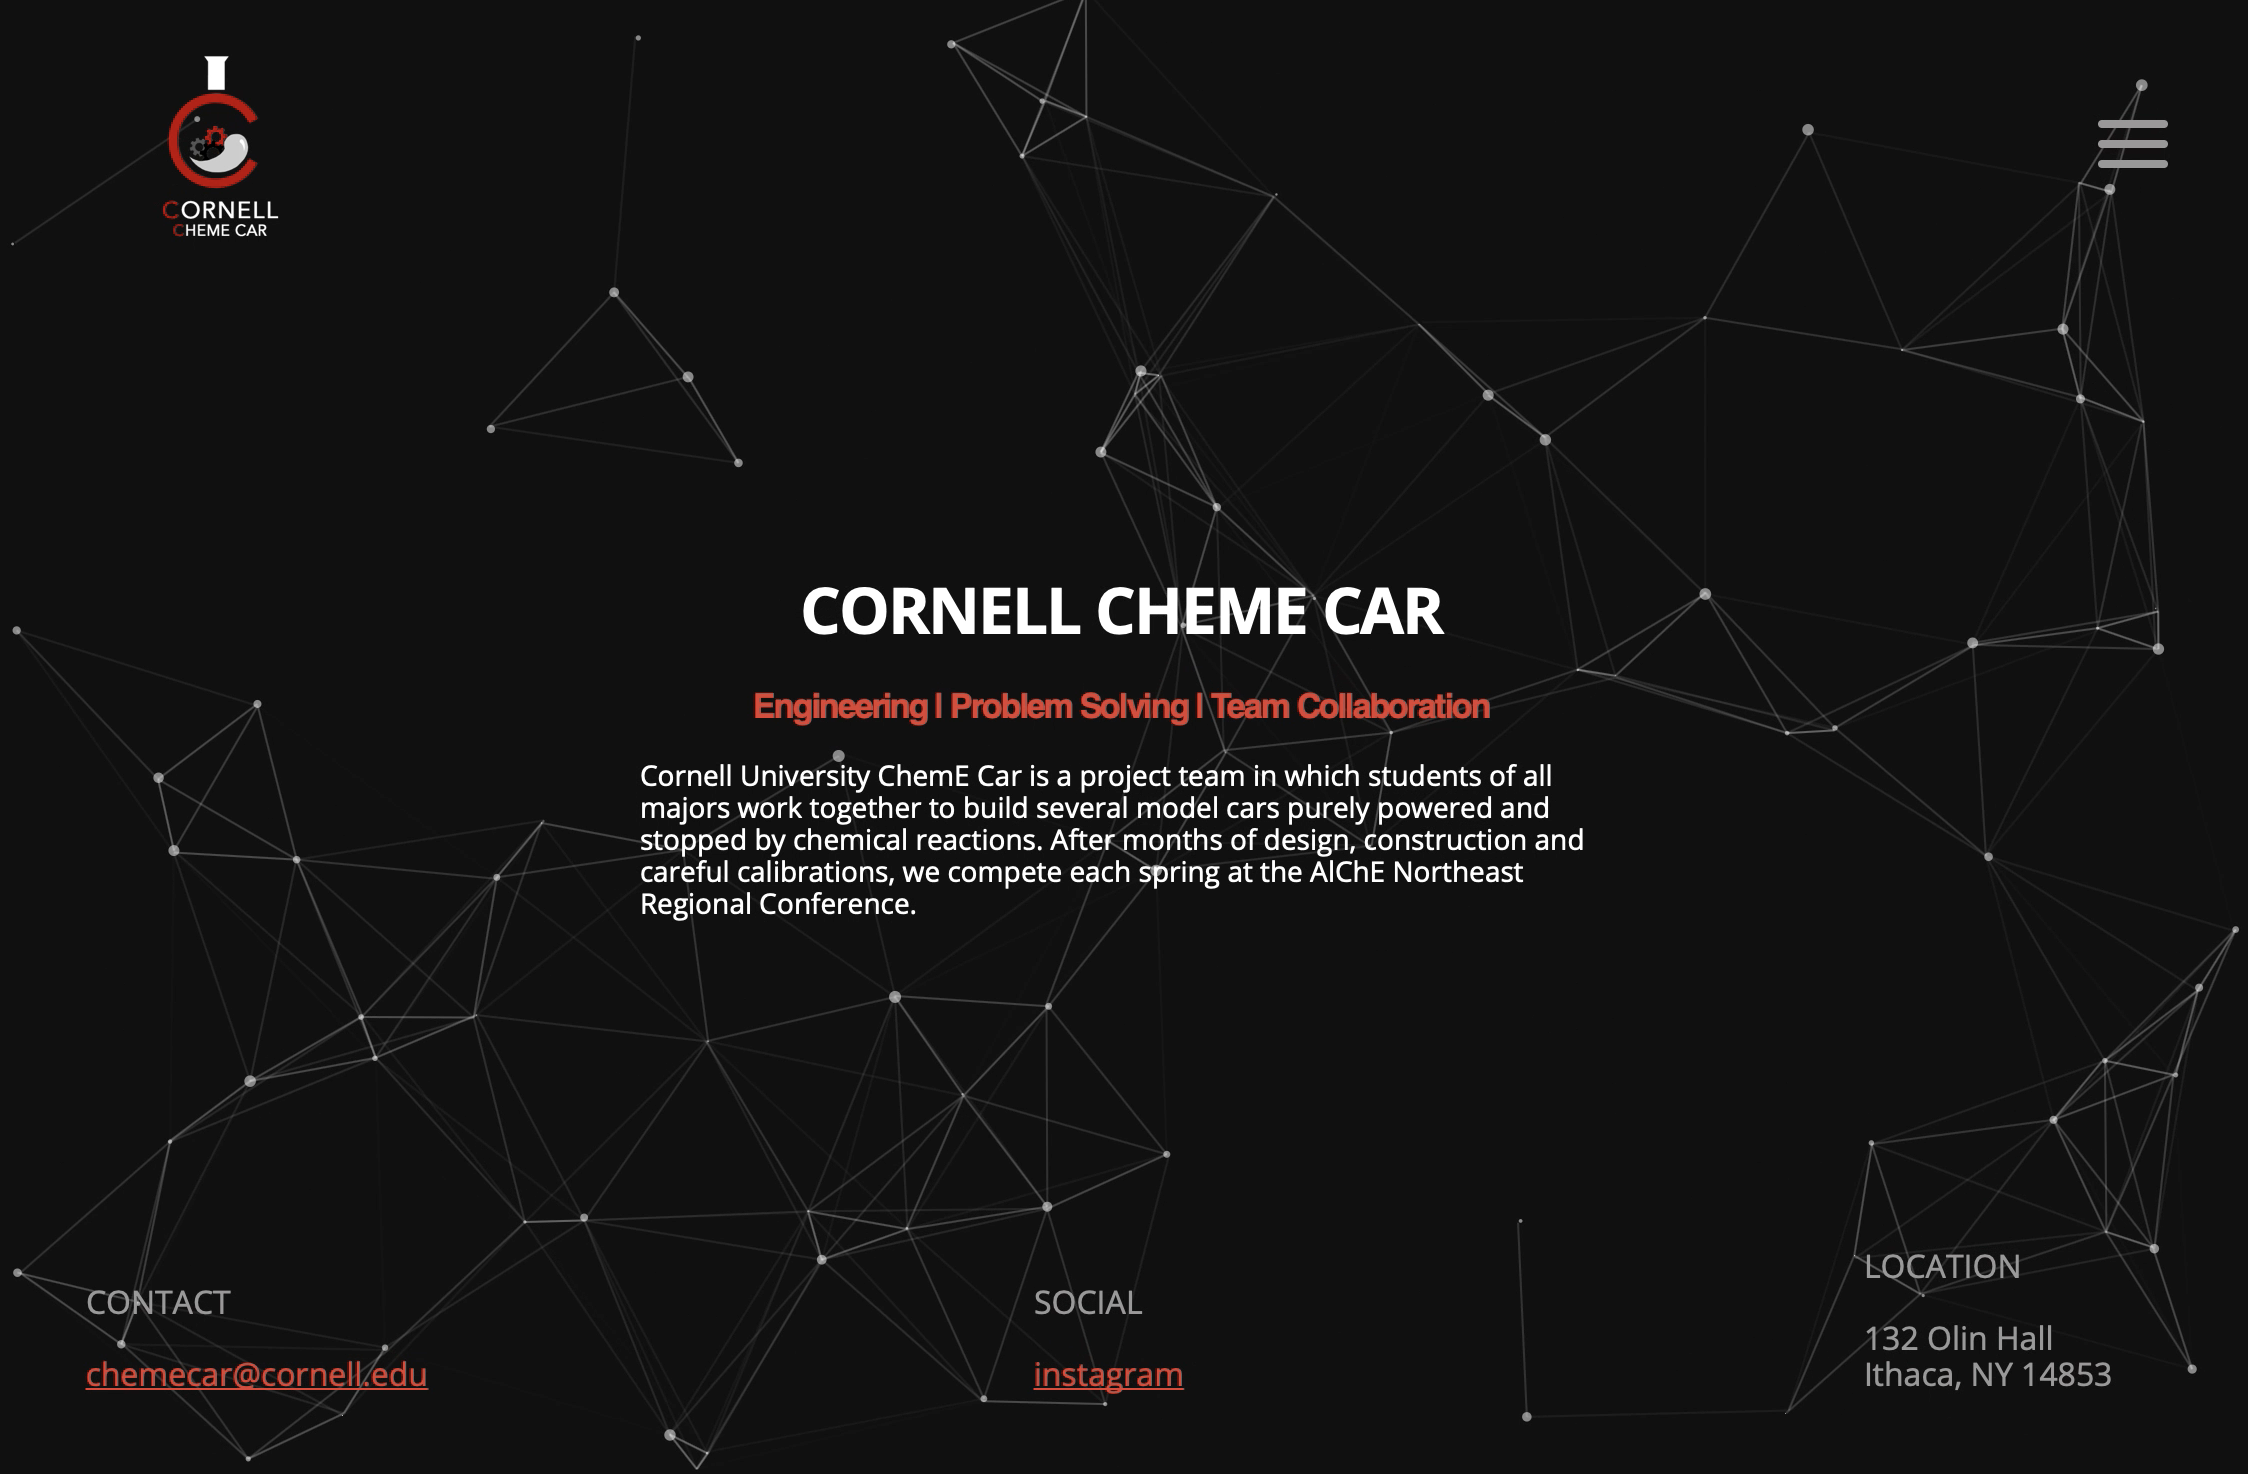 CORNELL
CHEME CAR
CORNELL CHEME CAR
Engineering | Problem Solving | Team Collaboration
Cornell University ChemE Car is a project team in which students of all
majors work together to build several model cars purely powered and
stopped by chemical reactions. After months of design, construction and
careful calibrations, we compete each spring at the AlChE Northeast
Regional Conference.
CONTACT
chemecar@cornell.edu
SOCIAL
instagram
LOCATION
132 Olin Hall
Ithaca, NY 14853